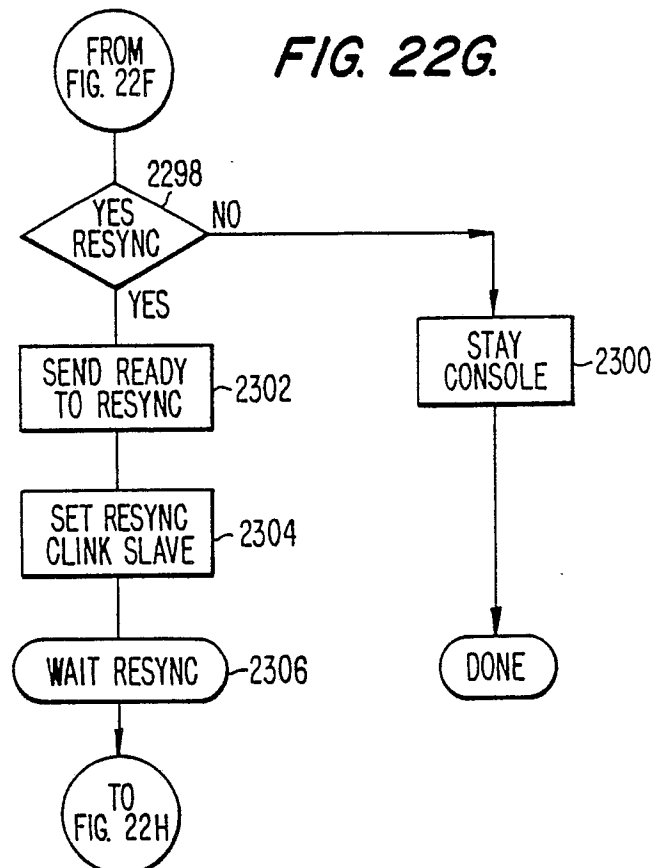 FROM
FIG. 22F
FIG. 22G.
2298
YES
RESYNC
NO
YES
SEND READY
TO RESYNC
2302
STAY
CONSOLE
2300
SET RESYNC
CLINK SLAVE
2304
WAIT RESYNC
2306
DONE
TO
FIG. 22H